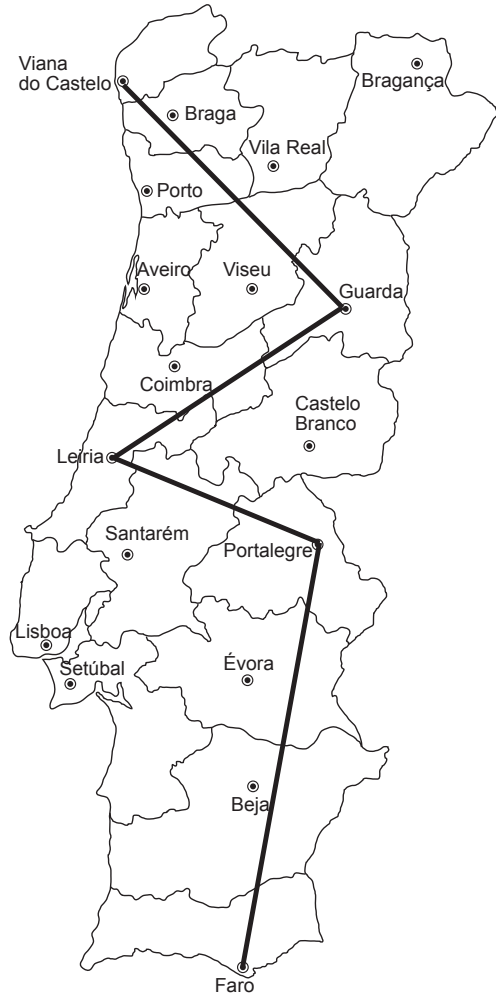 Viana
do Castelo
Bragança
Braga
Vila Real
Porto
Aveiro
Viseu
Guarda
Coimbra
Castelo
Branco
Leiria
Santarém
Portalegre
Lisboa
Setúbal
Évora
Beja
Faro